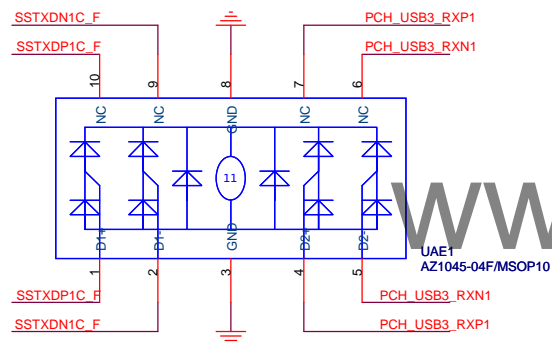 SSTXDN1C_F
PCH_USB3_RXP1
SSTXDP1C_F
PCH_USB3_RXN1
10
9
8
7
6
NC
NC
GND
NC
NC
11
D1+
D1-
GND
D2+
D2-
WW
UAE1
AZ1045-04F/MSOP10
1
2
3
4
5
SSTXDP1C_F
PCH_USB3_RXN1
SSTXDN1C_F
PCH_USB3_RXP1